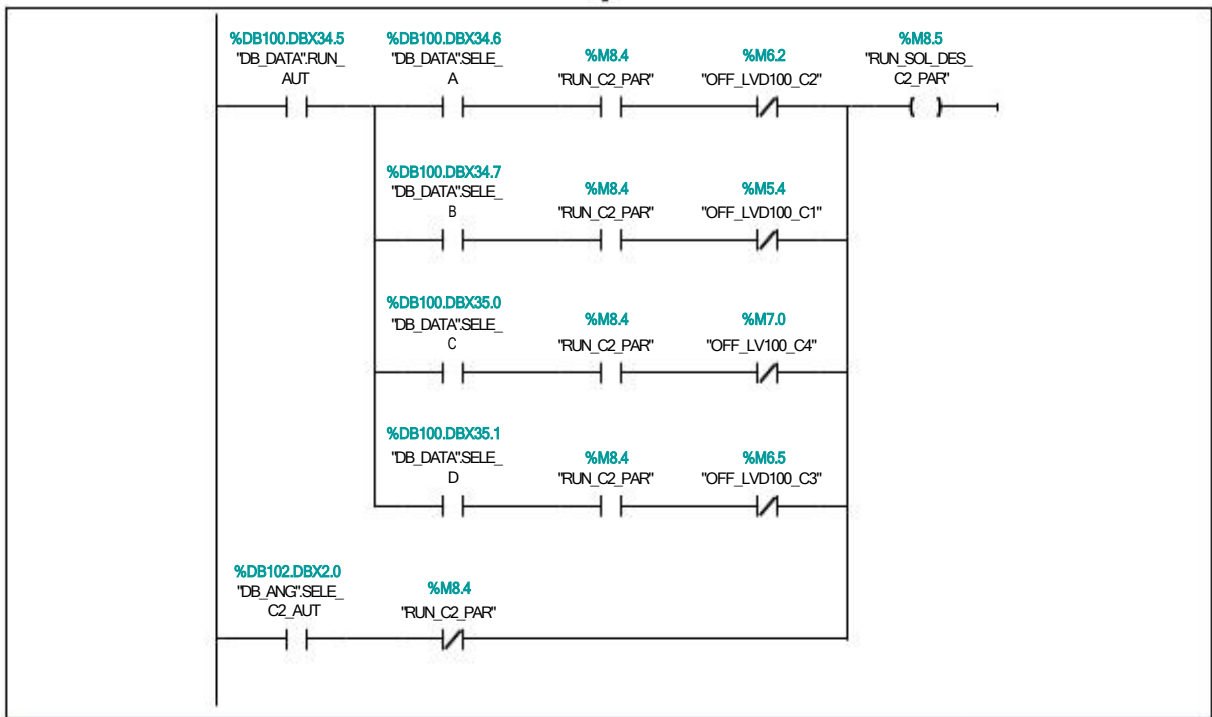 %DB100.DBX34.5
"DB_DATA".RUN_
AUT
%DB100.DBX34.6
"DB_DATA".SELE_
A
%M8.4
"RUN_C2_PAR"
%M6.2
"OFF_LVD100_C2"
%M8.5
"RUN_SOL_DES_
C2_PAR"
%DB100.DBX34.7
"DB_DATA".SELE_
B
%M8.4
"RUN_C2_PAR"
%M5.4
"OFF_LVD100_C1"
%DB100.DBX35.0
"DB_DATA".SELE_
C
%M8.4
"RUN_C2_PAR"
%M7.0
"OFF_LV100_C4"
%DB100.DBX35.1
"DB_DATA".SELE_
D
%M8.4
"RUN_C2_PAR"
%M6.5
"OFF_LVD100_C3"
%DB102.DBX2.0
"DB_ANG".SELE_
C2_AUT
%M8.4
"RUN_C2_PAR"